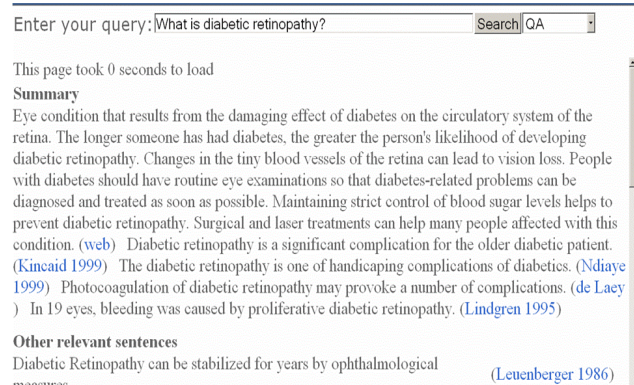 Enter your query: What is diabetic retinopathy? Search QA
This page took 0 seconds to load
Summary
Eye condition that results from the damaging effect of diabetes on the circulatory system of the
retina. The longer someone has had diabetes, the greater the person's likelihood of developing
diabetic retinopathy. Changes in the tiny blood vessels of the retina can lead to vision loss. People
with diabetes should have routine eye examinations so that diabetes-related problems can be
diagnosed and treated as soon as possible. Maintaining strict control of blood sugar levels helps to
prevent diabetic retinopathy. Surgical and laser treatments can help many people affected with this
condition. (web) Diabetic retinopathy is a significant complication for the older diabetic patient.
(Kincaid 1999) The diabetic retinopathy is one of handicaping complications of diabetics. (Ndiaye
1999) Photocoagulation of diabetic retinopathy may provoke a number of complications. (de Laey
) In 19 eyes, bleeding was caused by proliferative diabetic retinopathy. (Lindgren 1995)
Other relevant sentences
Diabetic Retinopathy can be stabilized for years by ophthalmological
(Leuenberger 1986)